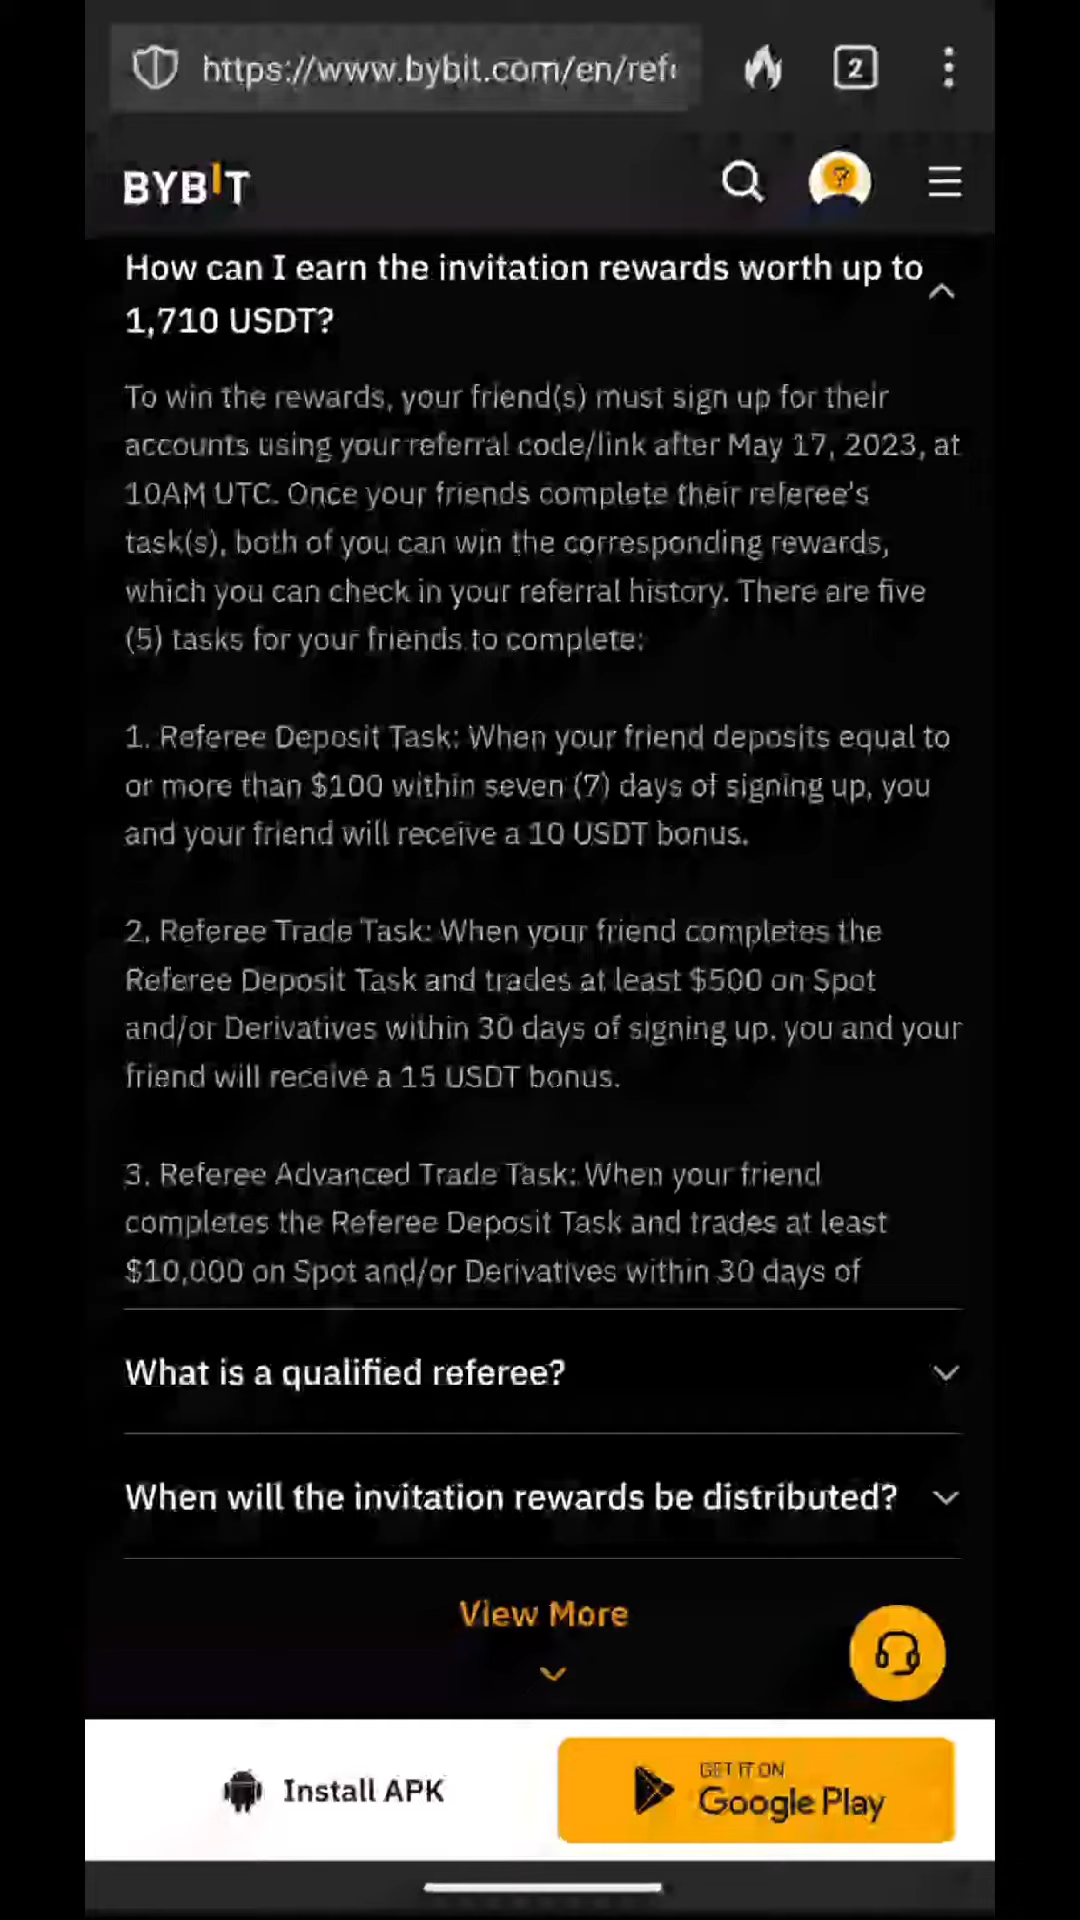 https://www.bybit.com/en/ref
2
BYBIT
How can I earn the invitation rewards worth up to
1,710 USDT?
To win the rewards, your friend(s) must sign up for their
accounts using your referral code/link after May 17, 2023, at
10AM UTC. Once your friends complete their referee's
task(s), both of you can win the corresponding rewards,
which you can check in your referral history. There are five
(5) tasks for your friends to complete:
1. Referee Deposit Task: When your friend deposits equal to
or more than $100 within seven (7) days of signing up, you
and your friend will receive a 10 USDT bonus.
2. Referee Trade Task: When your friend completes the
Referee Deposit Task and trades at least $500 on Spot
and/or Derivatives within 30 days of signing up, you and your
friend will receive a 15 USDT bonus.
3. Referee Advanced Trade Task: When your friend
completes the Referee Deposit Task and trades at least
$10,000 on Spot and/or Derivatives within 30 days of
What is a qualified referee?
When will the invitation rewards be distributed?
View More
Install APK
GET IT ON
Google Play